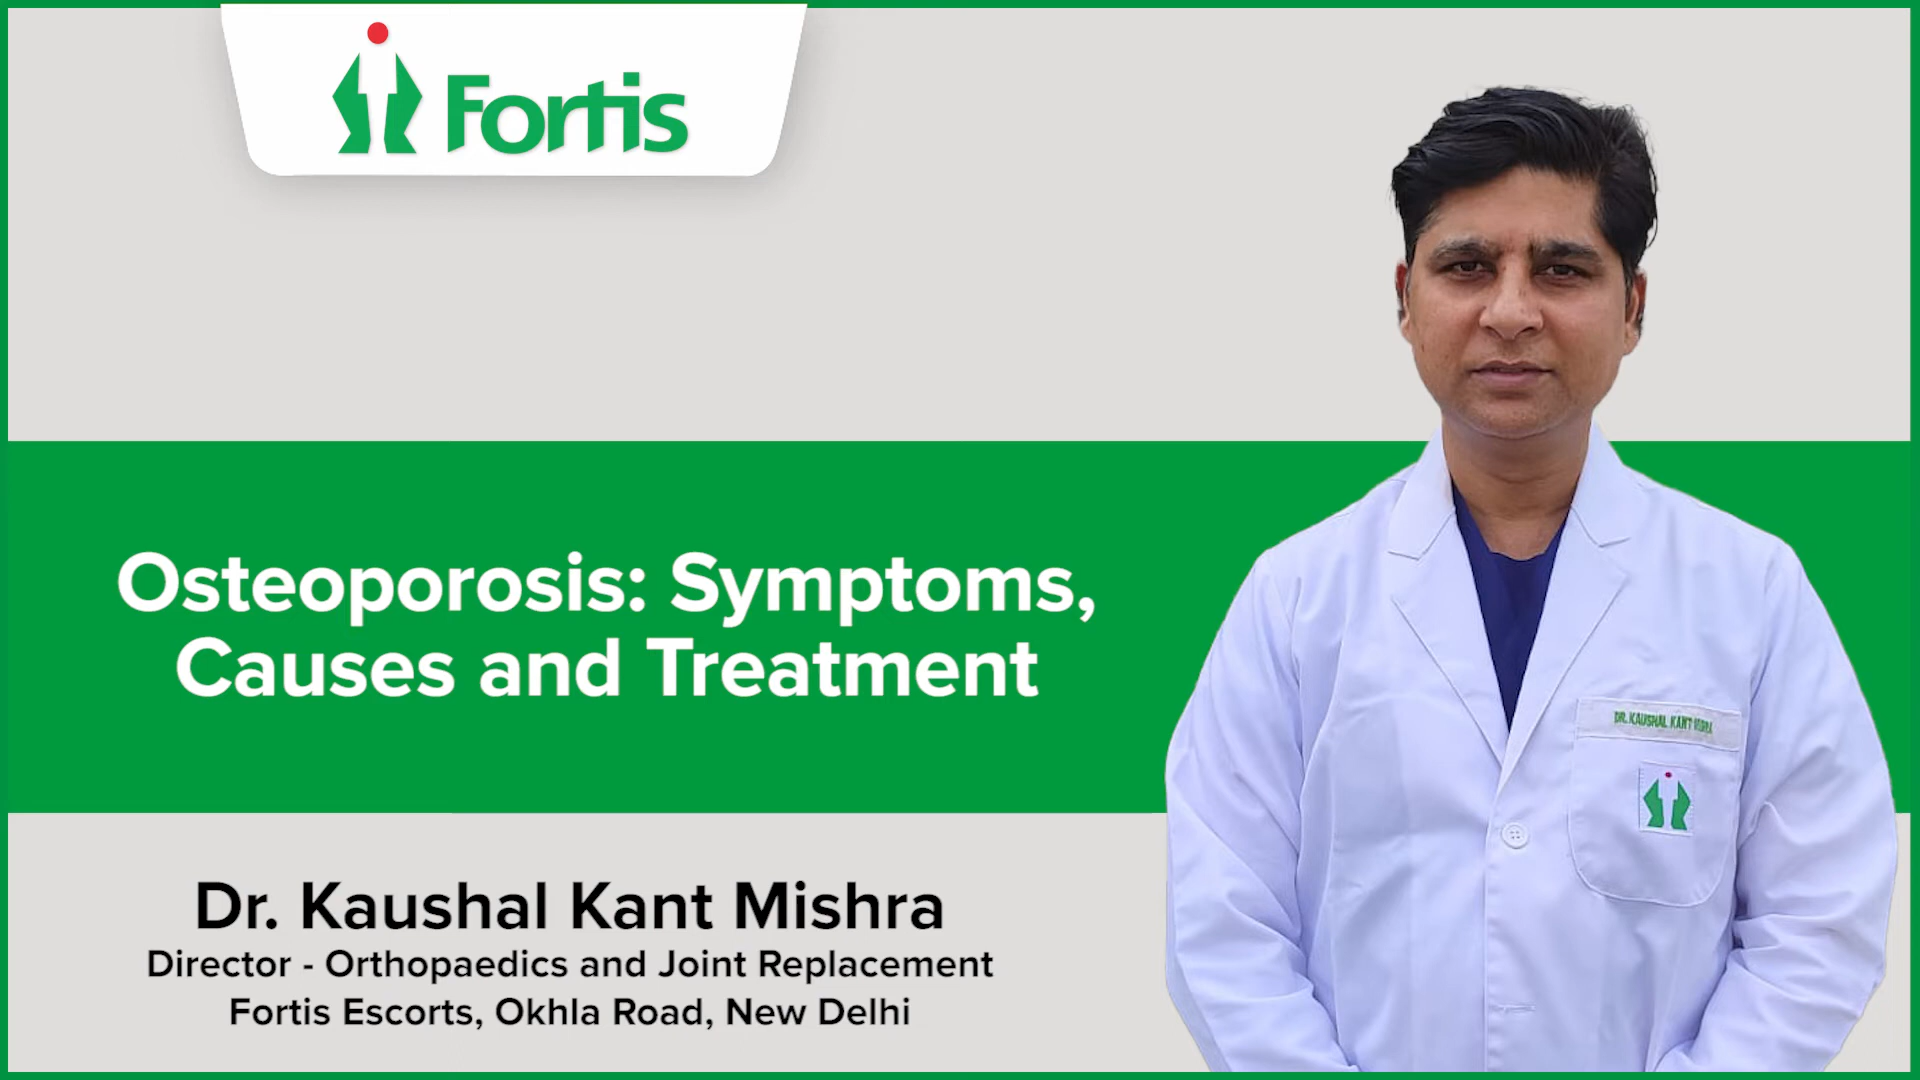 Fortis
Osteoporosis: Symptoms,
Causes and Treatment
DR. KAUSHAL KANT MISHRA
Dr. Kaushal Kant Mishra
Director - Orthopaedics and Joint Replacement
Fortis Escorts, Okhla Road, New Delhi